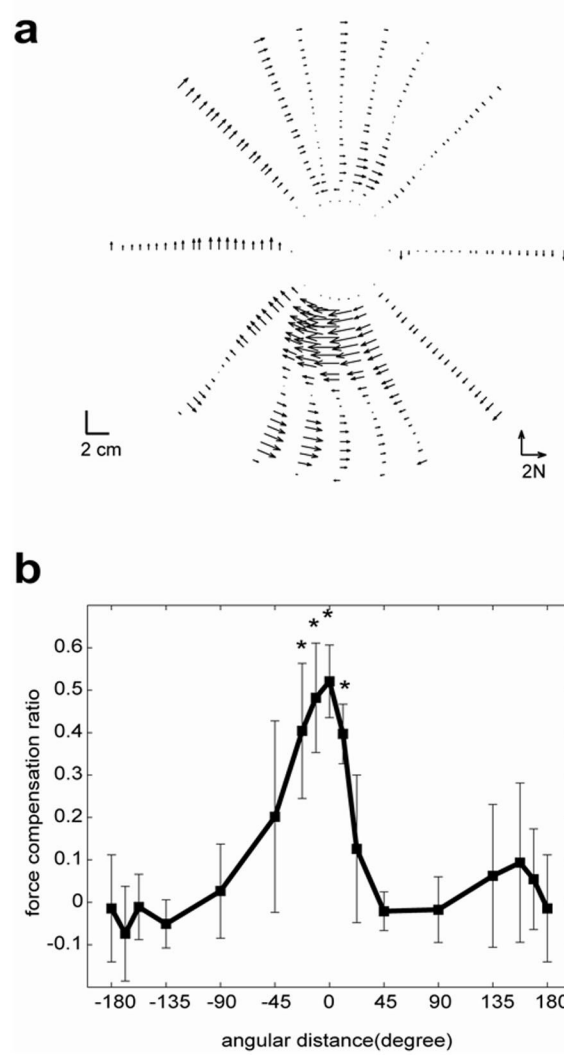 a
2 cm
2N
b
* * *
*
0.6
0.5
0.4
0.3
0.2
0.1
0
-0.1
force compensation ratio
-180 -135 -90 -45 0 45 90 135 180
angular distance(degree)